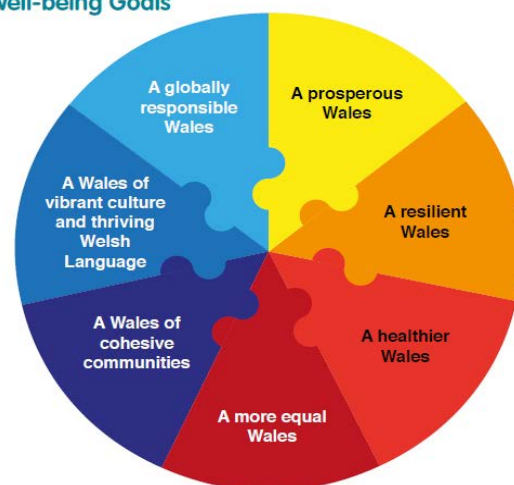 Well-being Goals
A prosperous
Wales
A resilient
Wales
A healthier
Wales
A more equal
Wales
A Wales of
cohesive
communities
A Wales of
vibrant culture
and thriving
Welsh
Language
A globally
responsible
Wales